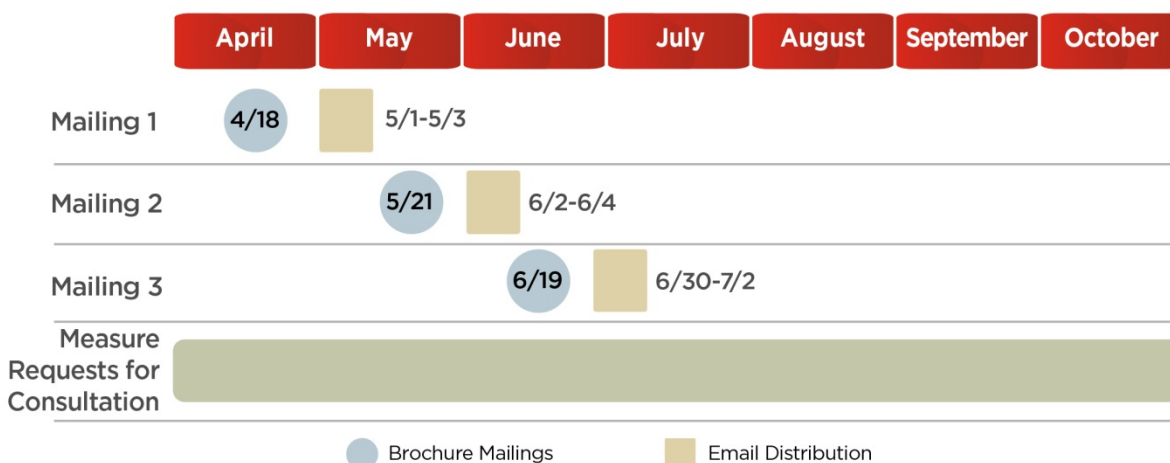 April May June July August September October
Mailing 1 4/18 5/1-5/3
Mailing 2 5/21 6/2-6/4
Mailing 3 6/19 6/30-7/2
Measure
Requests for
Consultation
Brochure Mailings Email Distribution